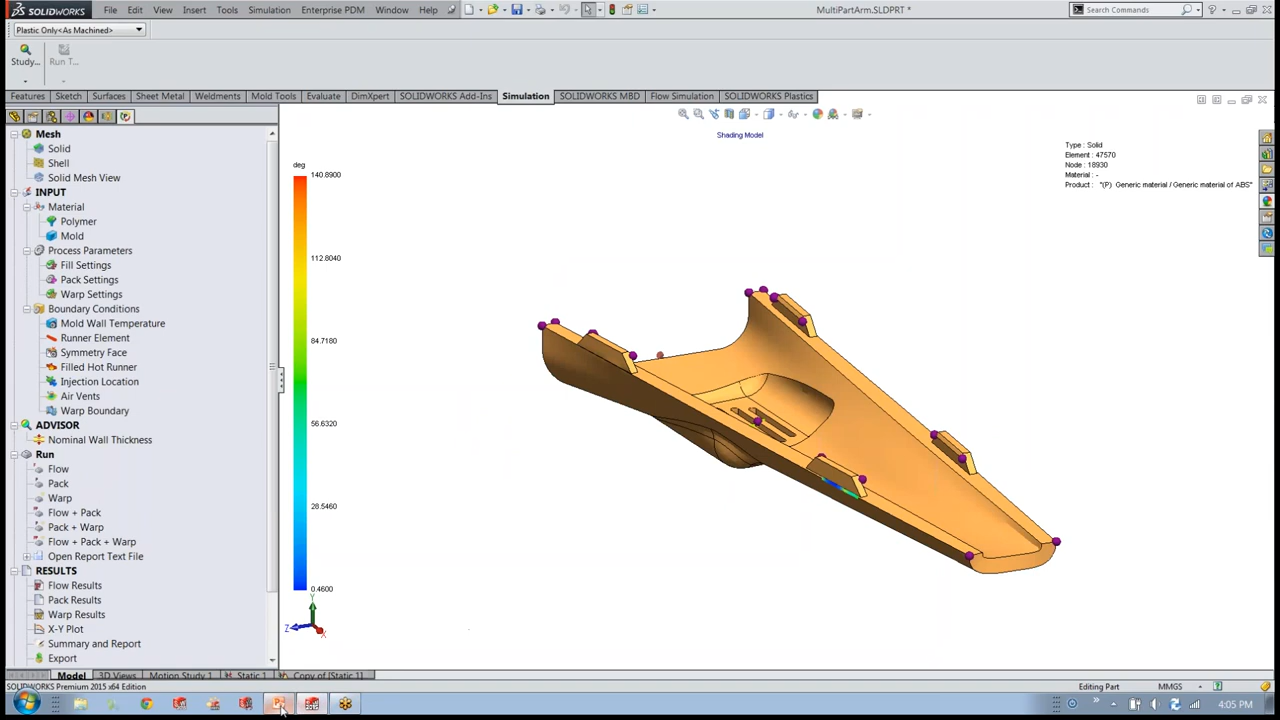 SOLIDWORKS File Edit View Insert Tools Simulation Enterprise PDM Window Help MultiPartArm.SLDPRT * Search Commands
Plastic Only<As Machined>
Study... Run T...
Features Sketch Surfaces Sheet Metal Weldments Mold Tools Evaluate DimXpert SOLIDWORKS Add-Ins Simulation SOLIDWORKS MBD Flow Simulation SOLIDWORKS Plastics
Mesh
Solid
Shell
Solid Mesh View
INPUT
Material
Polymer
Mold
Process Parameters
Fill Settings
Pack Settings
Warp Settings
Boundary Conditions
Mold Wall Temperature
Runner Element
Symmetry Face
Filled Hot Runner
Injection Location
Air Vents
Warp Boundary
ADVISOR
Nominal Wall Thickness
Run
Flow
Pack
Warp
Flow + Pack
Pack + Warp
Flow + Pack + Warp
Open Report Text File
RESULTS
Flow Results
Pack Results
Warp Results
X-Y Plot
Summary and Report
Export
Shading Model
deg
140.8900
112.8040
84.7180
56.6320
28.5460
0.4600
Type : Solid
Element : 47570
Node : 18930
Material : -
Product : "(P) Generic material / Generic material of ABS"
Y
Z
X
Model 3D Views Motion Study 1 Static 1 Copy of [Static 1]
SOLIDWORKS Premium 2015 x64 Edition Editing Part MMGS
4:05 PM